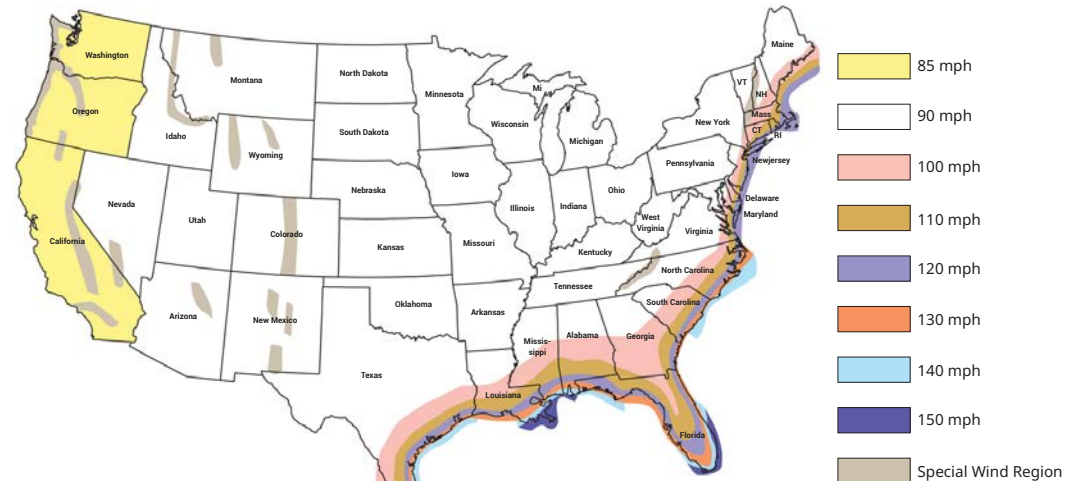 Washington
Oregon
California
Nevada
Idaho
Montana
Wyoming
Utah
Colorado
Arizona
New Mexico
North Dakota
South Dakota
Nebraska
Kansas
Oklahoma
Texas
Minnesota
Iowa
Missouri
Arkansas
Louisiana
Wisconsin
Mi
Michigan
Illinois
Indiana
Ohio
Kentucky
Tennessee
Missis-
sippi
Alabama
Georgia
Florida
South Carolina
North Carolina
Virginia
West
Virginia
Pennsylvania
New York
VT
NH
Maine
Mass
CT
RI
Newjersey
Delaware
Maryland
85 mph
90 mph
100 mph
110 mph
120 mph
130 mph
140 mph
150 mph
Special Wind Region